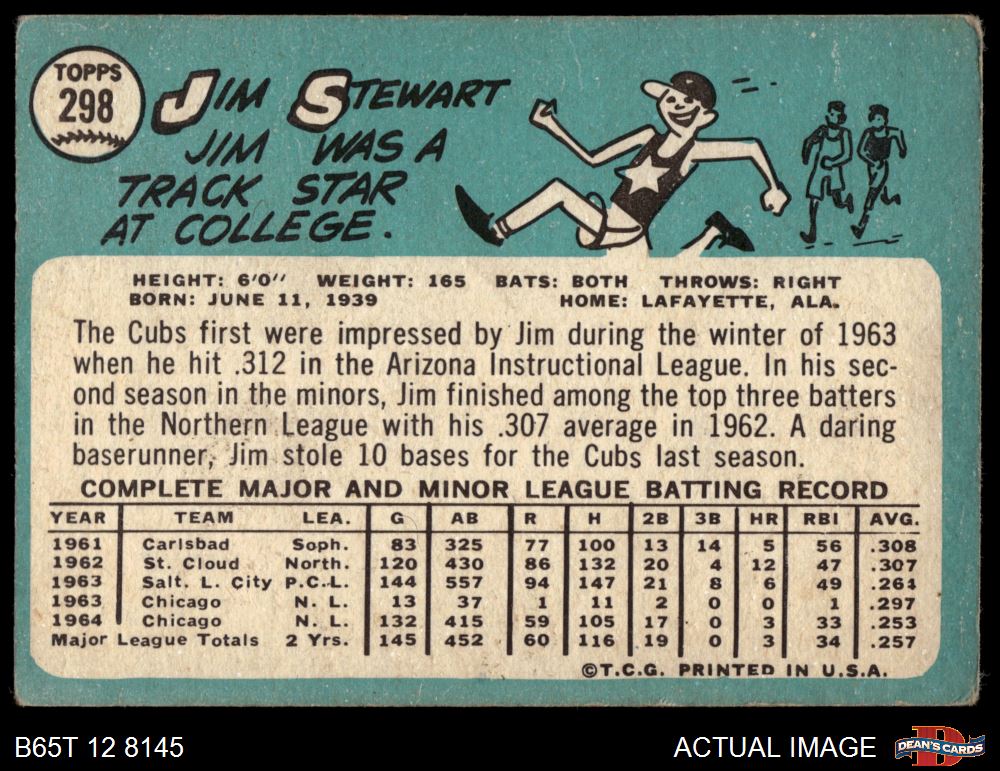 TOPPS
298
JIM STEWART
JIM WAS A
TRACK STAR
AT COLLEGE.
HEIGHT: 6'0" WEIGHT: 165 BATS: BOTH THROWS: RIGHT
BORN: JUNE 11, 1939 HOME: LAFAYETTE, ALA.
The Cubs first were impressed by Jim during the winter of 1963
when he hit .312 in the Arizona Instructional League. In his sec-
ond season in the minors, Jim finished among the top three batters
in the Northern League with his .307 average in 1962. A daring
baserunner, Jim stole 10 bases for the Cubs last season.
COMPLETE MAJOR AND MINOR LEAGUE BATTING RECORD
YEAR TEAM LEA. G AB R H 2B 3B HR RBI AVG.
1961 Carlsbad Soph. 83 325 77 100 13 14 5 56 .308
1962 St. Cloud North. 120 430 86 132 20 4 12 47 .307
1963 Salt. L. City P.C.L. 144 557 94 147 21 8 6 49 .264
1963 Chicago N. L. 13 37 1 11 2 0 0 1 .297
1964 Chicago N. L. 132 415 59 105 17 0 3 33 .253
Major League Totals 2 Yrs. 145 452 60 116 19 0 3 34 .257
©T.C.G. PRINTED IN U.S.A.
B65T 12 8145 ACTUAL IMAGE
D
DEAN'S CARDS